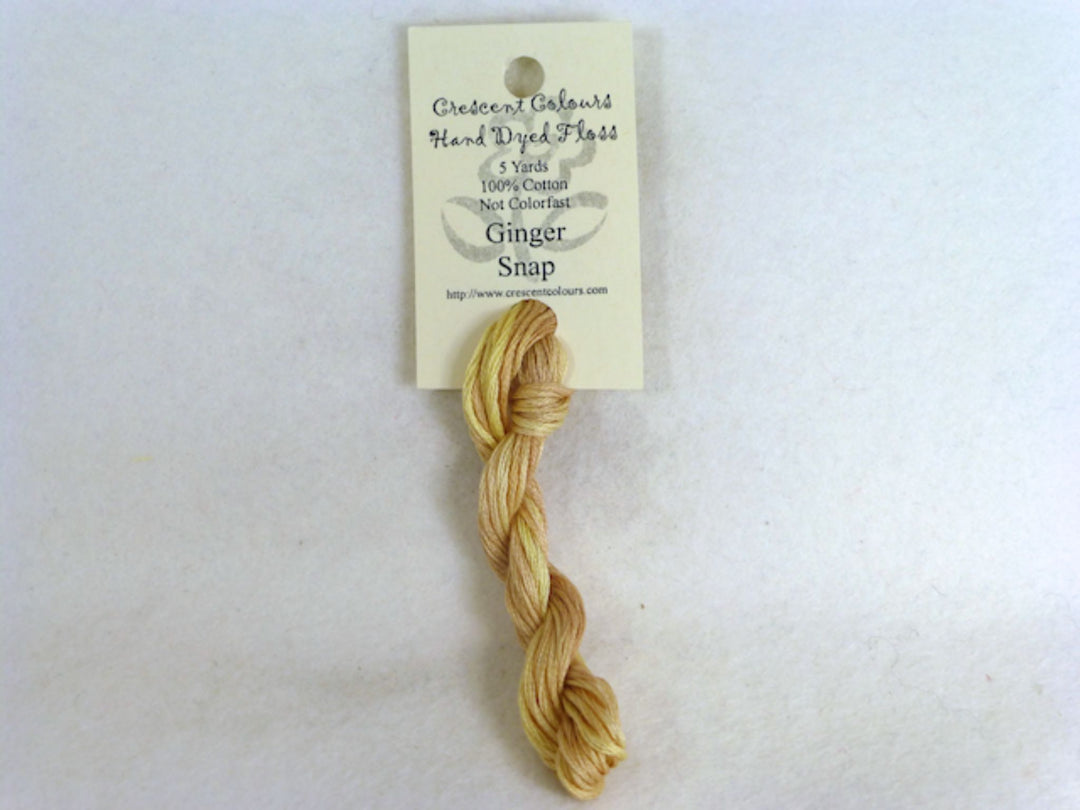 Crescent Colours
Hand Dyed Floss
5 Yards
100% Cotton
Not Colorfast
Ginger
Snap
http://www.crescentcolours.com